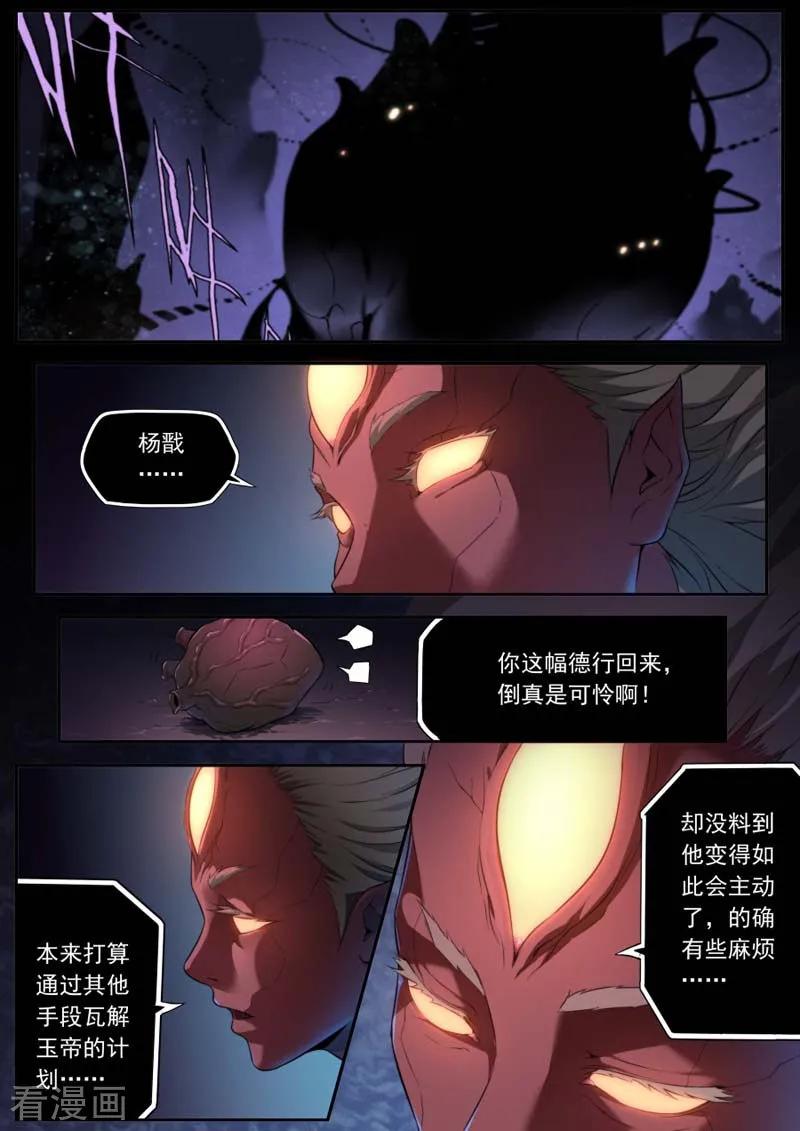 杨戬
……
你这幅德行回来，
倒真是可怜啊！
却没料到
他变得如
此会主动
了，的确
有些麻烦
……
本来打算
通过其他
手段瓦解
玉帝的计
划……
看漫画